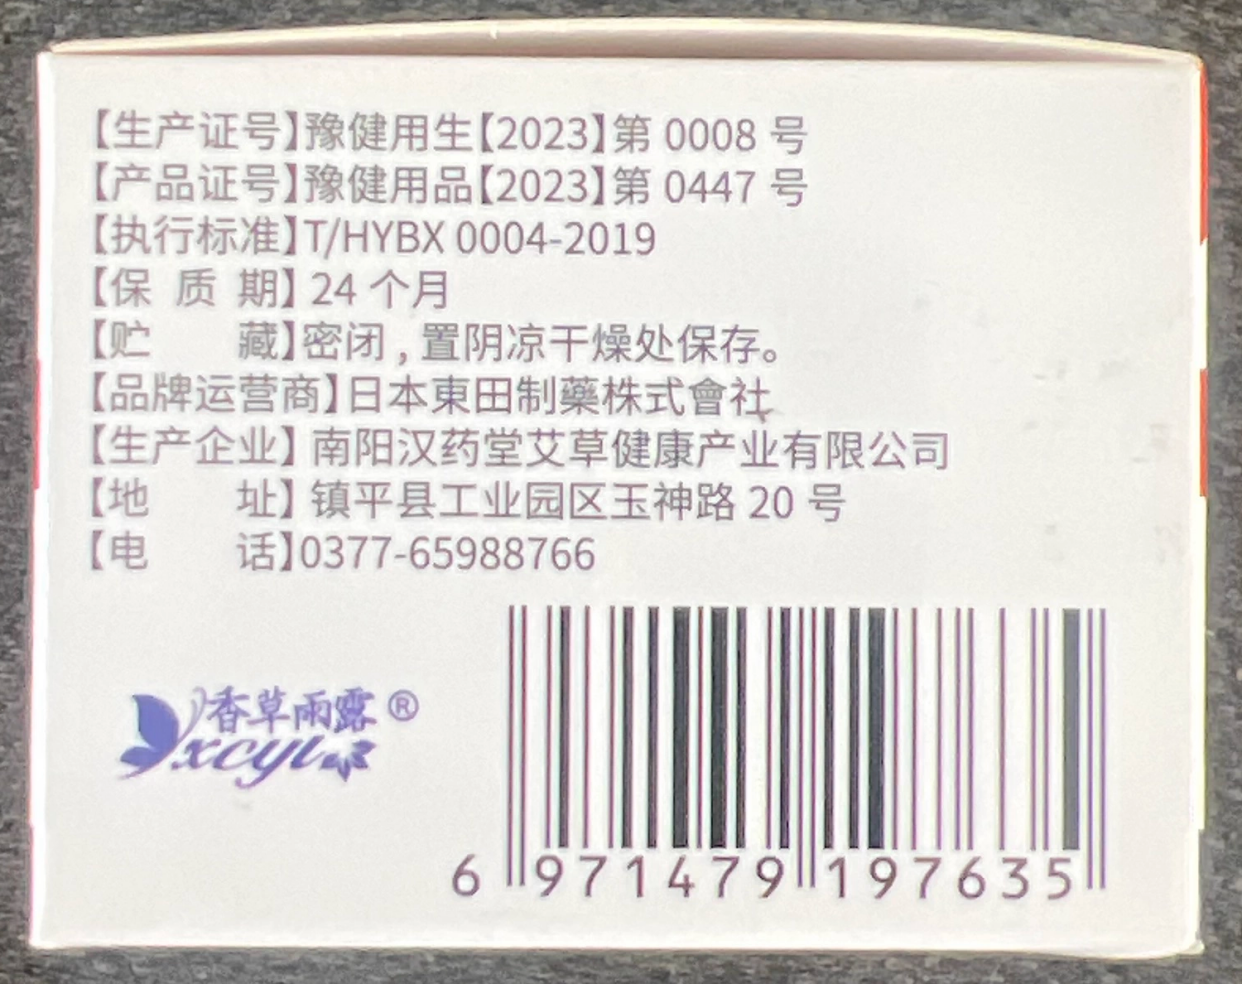 【生产证号】豫健用生【2023】第 0008 号
【产品证号】豫健用品【2023】第 0447 号
【执行标准】T/HYBX 0004-2019
【保 质 期】24 个月
【贮 藏】密闭，置阴凉干燥处保存。
【品牌运营商】日本東田制藥株式會社
【生产企业】南阳汉药堂艾草健康产业有限公司
【地 址】镇平县工业园区玉神路 20 号
【电 话】0377-65988766
香草雨露®
xcyl
6 971479 197635